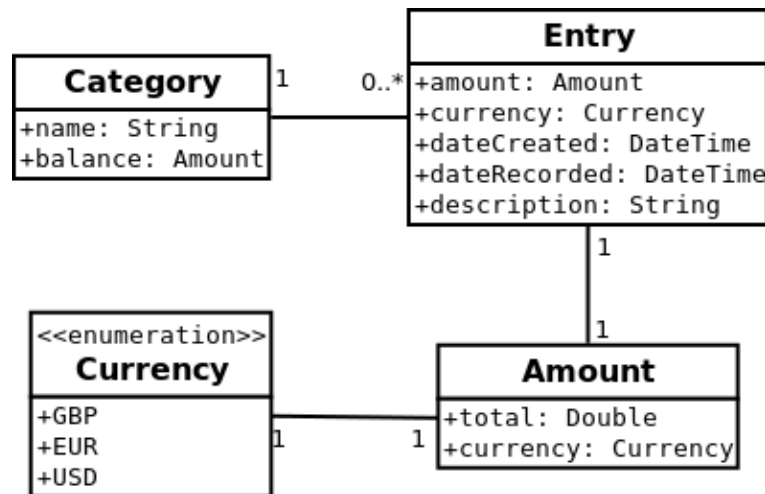 Category
+name: String
+balance: Amount
1
0..*
Entry
+amount: Amount
+currency: Currency
+dateCreated: DateTime
+dateRecorded: DateTime
+description: String
1
1
<<enumeration>>
Currency
+GBP
+EUR
+USD
1
1
Amount
+total: Double
+currency: Currency